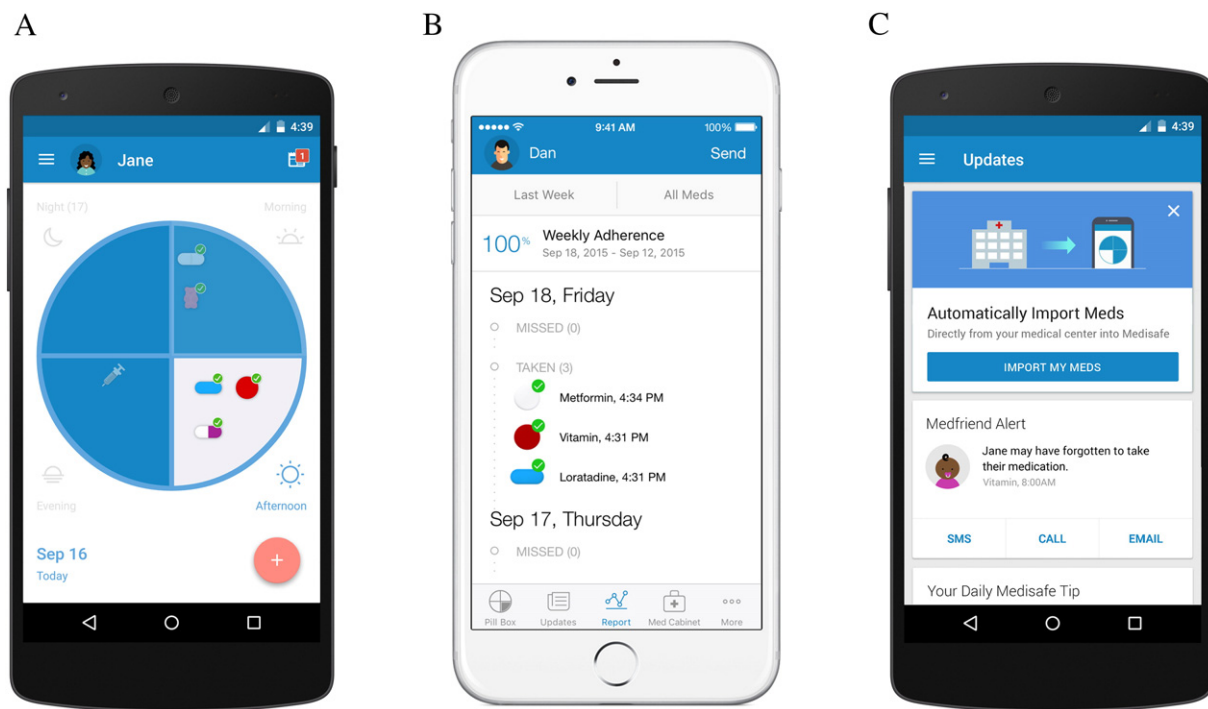 A
4:39
Jane
1
Night (17)
Morning
Evening
Afternoon
Sep 16
Today
+
B
9:41 AM
100%
Dan
Send
Last Week
All Meds
100%
Weekly Adherence
Sep 18, 2015 - Sep 12, 2015
Sep 18, Friday
MISSED (0)
TAKEN (3)
Metformin, 4:34 PM
Vitamin, 4:31 PM
Loratadine, 4:31 PM
Sep 17, Thursday
MISSED (0)
Pill Box
Updates
Report
Med Cabinet
More
C
4:39
Updates
Automatically Import Meds
Directly from your medical center into Medisafe
IMPORT MY MEDS
Medfriend Alert
Jane may have forgotten to take
their medication.
Vitamin, 8:00AM
SMS
CALL
EMAIL
Your Daily Medisafe Tip